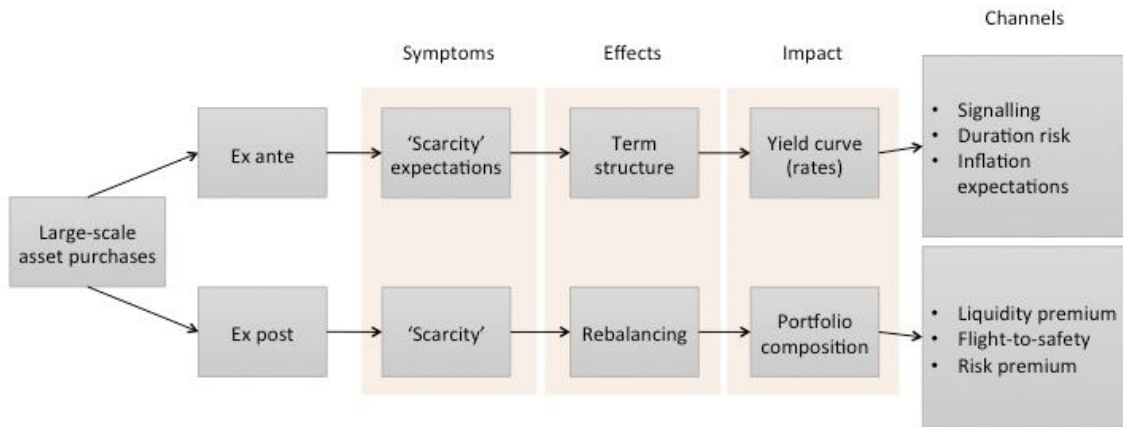 Channels
Symptoms
Effects
Impact
Large-scale
asset purchases
Ex ante
‘Scarcity’
expectations
Term
structure
Yield curve
(rates)
• Signalling
• Duration risk
• Inflation
expectations
Ex post
‘Scarcity’
Rebalancing
Portfolio
composition
• Liquidity premium
• Flight-to-safety
• Risk premium